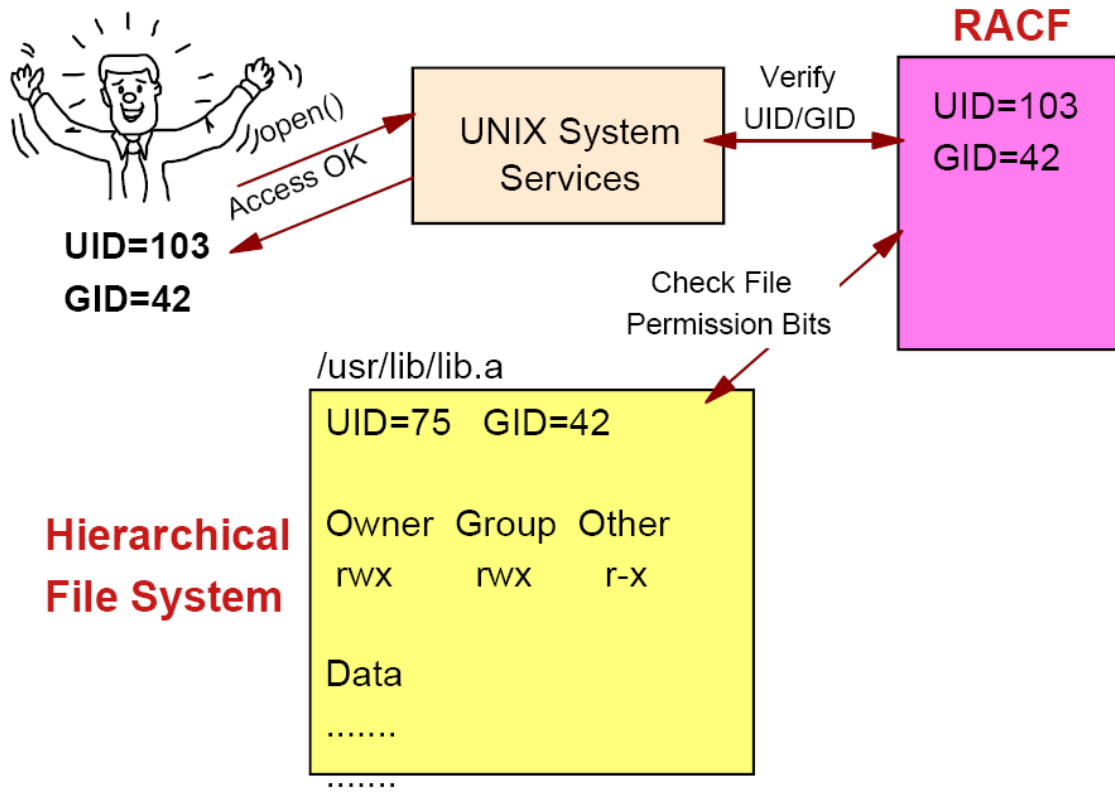 RACF
/open()
Access OK
UID=103
GID=42
UNIX System
Services
Verify
UID/GID
UID=103
GID=42
Check File
Permission Bits
/usr/lib/lib.a
UID=75 GID=42
Owner Group Other
rwx rwx r-x
Data
.......
.......
Hierarchical
File System